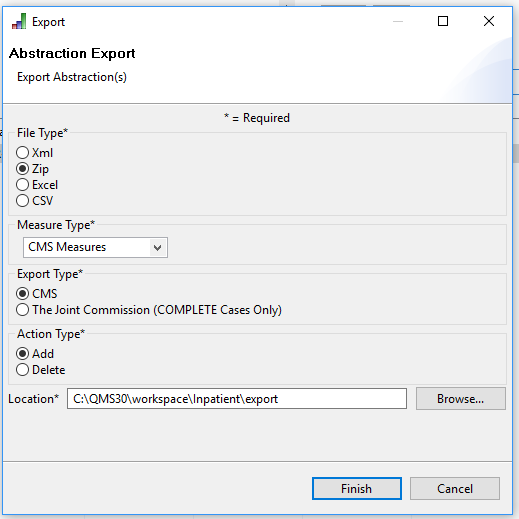 Export
Abstraction Export
Export Abstraction(s)
* = Required
File Type*
Xml
Zip
Excel
CSV
Measure Type*
CMS Measures
Export Type*
CMS
The Joint Commission (COMPLETE Cases Only)
Action Type*
Add
Delete
Location* C:\QMS30\workspace\Inpatient\export Browse...
Finish Cancel